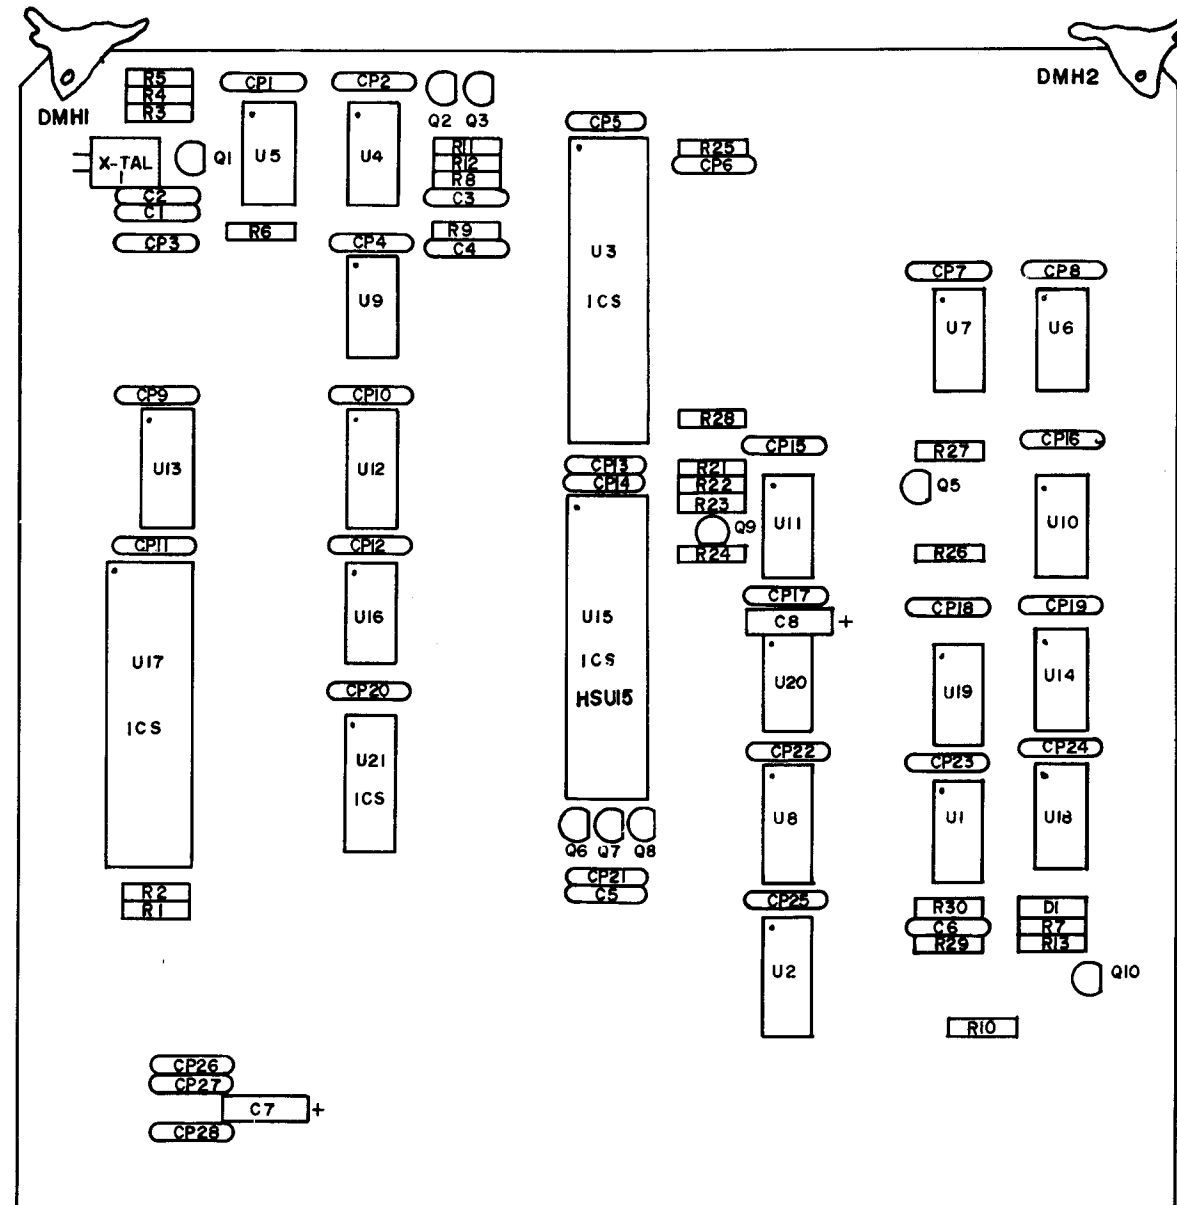 DMH1
DMH2
R5
R4
R3
CP1
CP2
Q2
Q3
X-TAL
1
Q1
U5
U4
C2
C1
CP3
R6
R11
R12
R8
C3
R9
C4
CP4
U9
CP5
U3
ICS
R25
CP6
CP7
CP8
U7
U6
CP9
U13
CP10
U12
R28
CP15
R27
CP16
CP13
CP14
R21
R22
R23
Q9
R24
U11
Q5
U10
R26
CP11
U17
ICS
CP12
U16
U15
ICS
HSU15
CP17
C8
+
U20
CP18
CP19
U19
U14
CP20
U21
ICS
CP22
U8
CP23
CP24
U1
U18
Q6
Q7
Q8
CP21
C5
R2
R1
CP25
U2
R30
C6
R29
D1
R7
R13
Q10
R10
CP26
CP27
C7
+
CP28